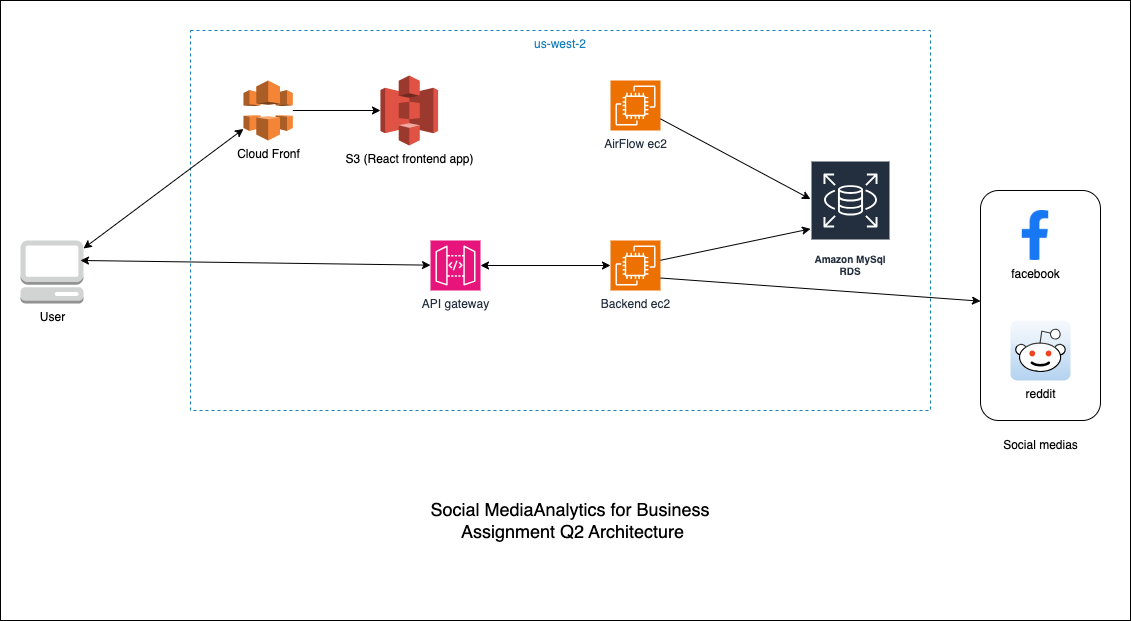 us-west-2
Cloud Fronf
S3 (React frontend app)
AirFlow ec2
Amazon MySql
RDS
User
API gateway
Backend ec2
facebook
reddit
Social medias
Social MediaAnalytics for Business
Assignment Q2 Architecture